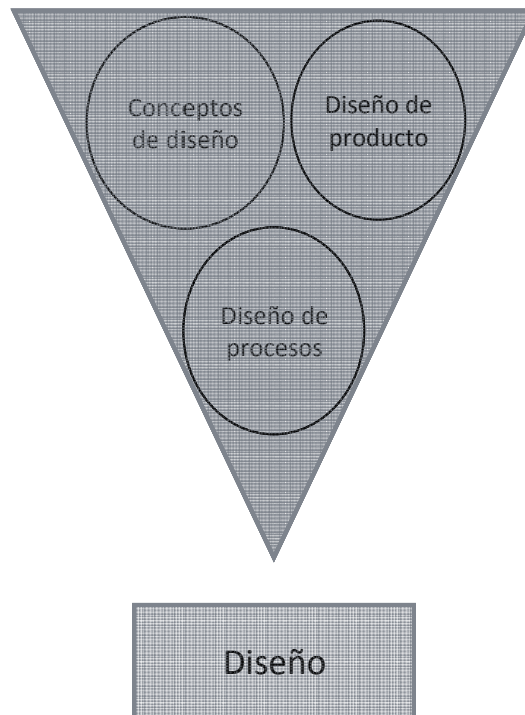 Conceptos
de diseño
Diseño de
producto
Diseño de
procesos
Diseño